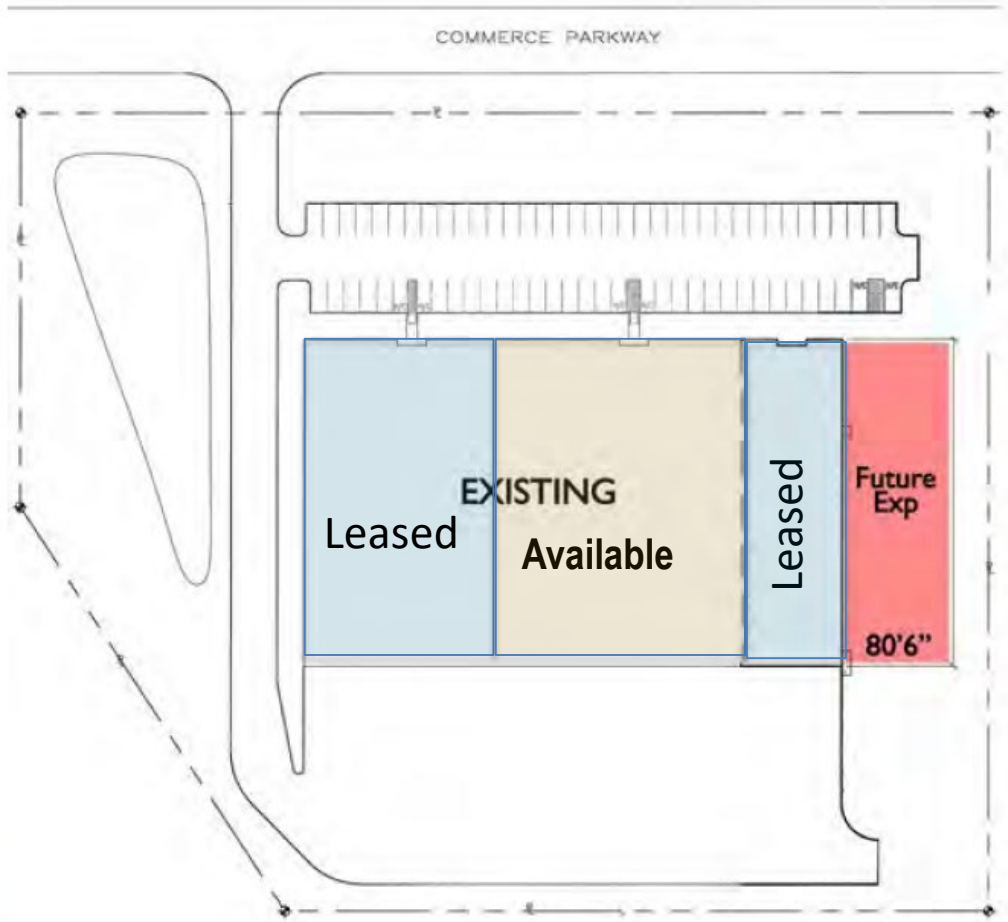 COMMERCE PARKWAY
EXISTING
Leased
Available
Leased
Future
Exp
80'6"